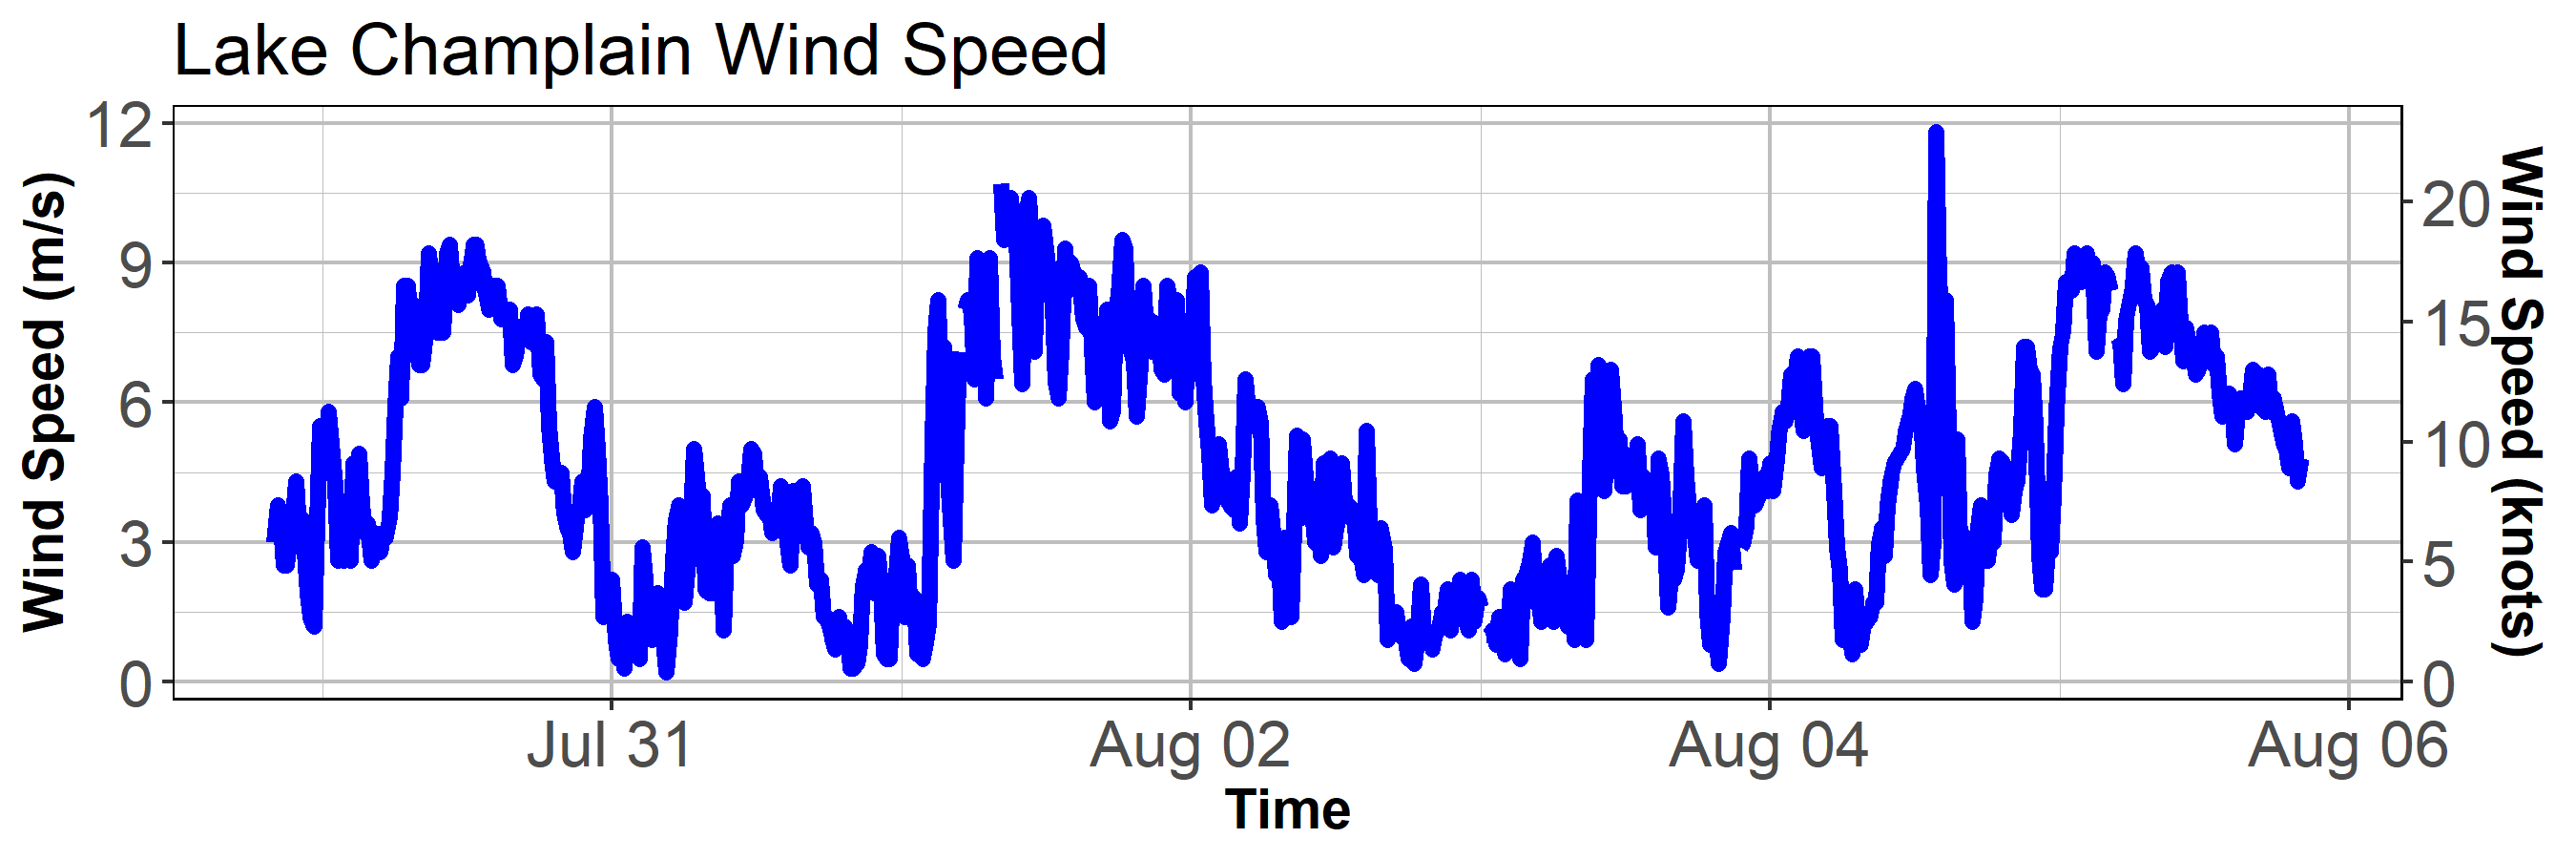 Lake Champlain Wind Speed
Wind Speed (m/s)
12
9
6
3
0
20
15
10
5
0
Wind Speed (knots)
Jul 31
Aug 02
Aug 04
Aug 06
Time